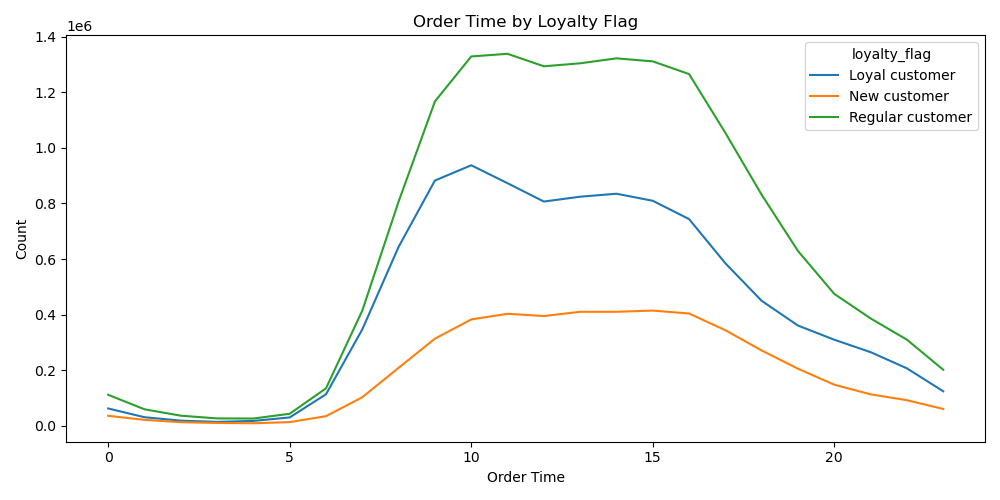 Order Time by Loyalty Flag
1e6
1.4
1.2
1.0
0.8
0.6
0.4
0.2
0.0
Count
loyalty_flag
Loyal customer
New customer
Regular customer
0 5 10 15 20
Order Time